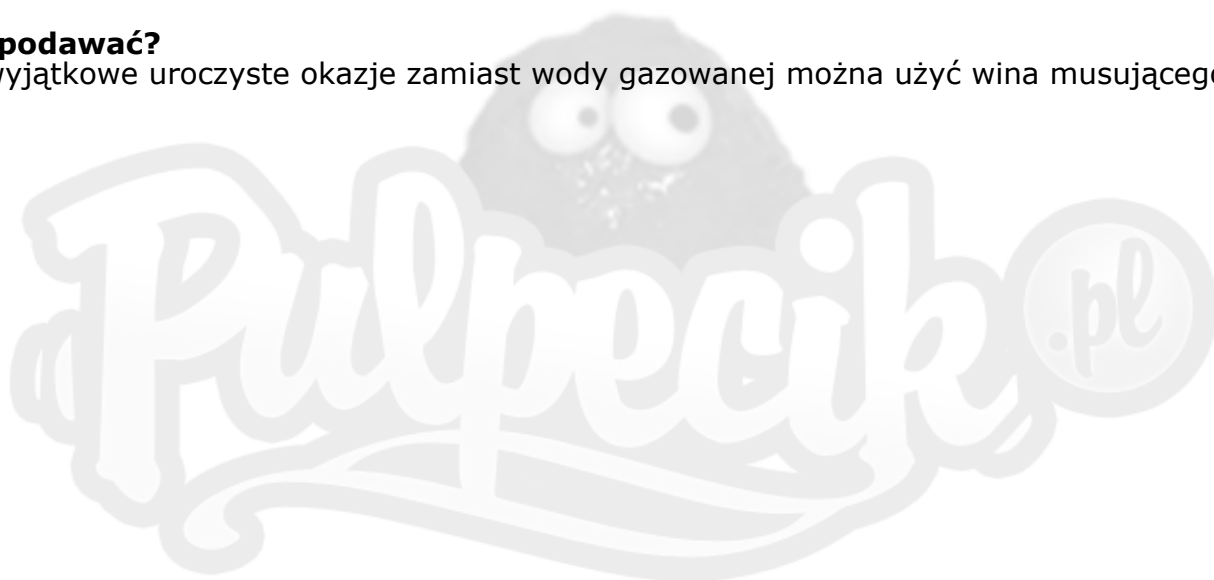 podawać?
wyjątkowe uroczyste okazje zamiast wody gazowanej można użyć wina musującego
Pulpecik.pl